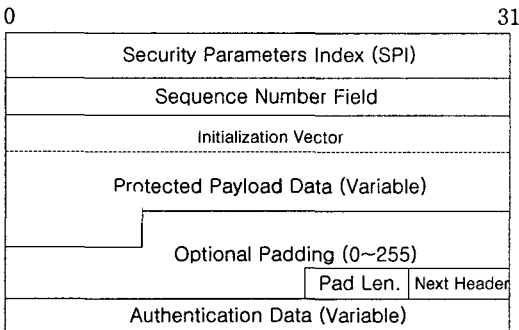 0 31
Security Parameters Index (SPI)
Sequence Number Field
Initialization Vector
Protected Payload Data (Variable)
Optional Padding (0~255)
Pad Len. Next Header
Authentication Data (Variable)